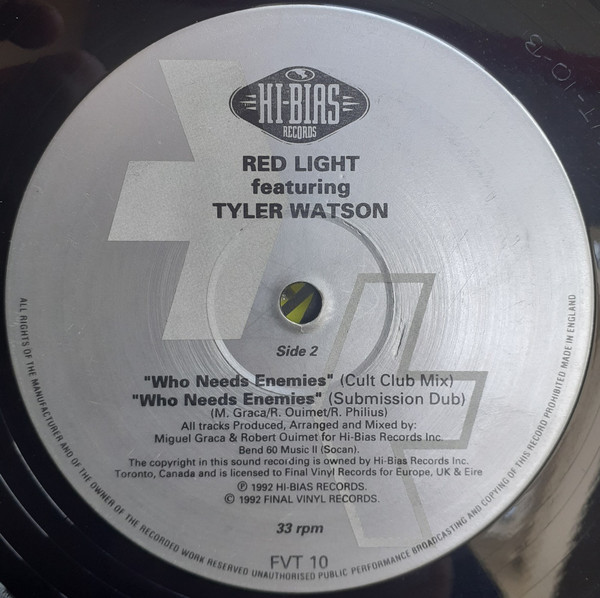 HI-BIAS
RECORDS
RED LIGHT
featuring
TYLER WATSON
Side 2
"Who Needs Enemies" (Cult Club Mix)
"Who Needs Enemies" (Submission Dub)
(M. Graca/R. Ouimet/R. Philius)
All tracks Produced, Arranged and Mixed by:
Miguel Graca & Robert Ouimet for Hi-Bias Records Inc.
Bend 60 Music II (Socan).
The copyright in this sound recording is owned by Hi-Bias Records Inc.
Toronto, Canada and is licensed to Final Vinyl Records for Europe, UK & Eire
℗ 1992 HI-BIAS RECORDS.
© 1992 FINAL VINYL RECORDS.
33 rpm
FVT 10
ALL RIGHTS OF THE MANUFACTURER AND OF THE OWNER OF THE RECORDED WORK RESERVED UNAUTHORISED PUBLIC PERFORMANCE BROADCASTING AND COPYING OF THIS RECORD PROHIBITED MADE IN ENGLAND